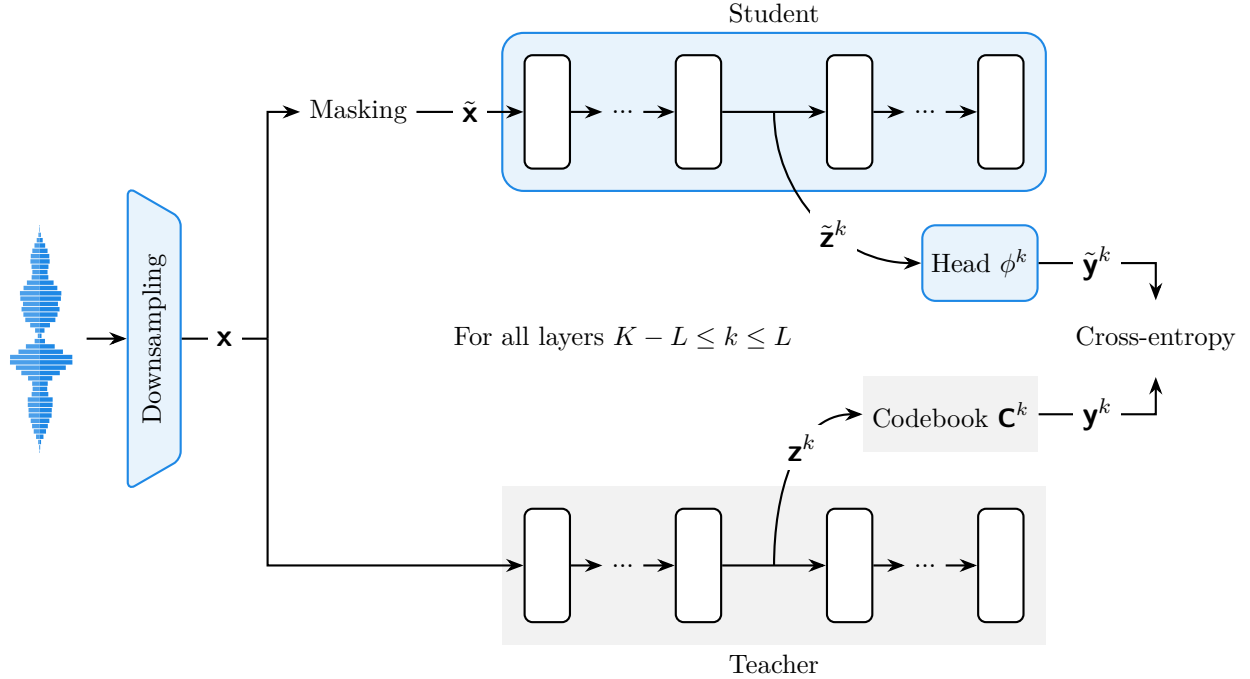 Student
Masking
x̃
...
...
z̃^k
Head ϕ^k
ỹ^k
Downsampling
x
For all layers K − L ≤ k ≤ L
Cross-entropy
Codebook C^k
y^k
z^k
...
...
Teacher